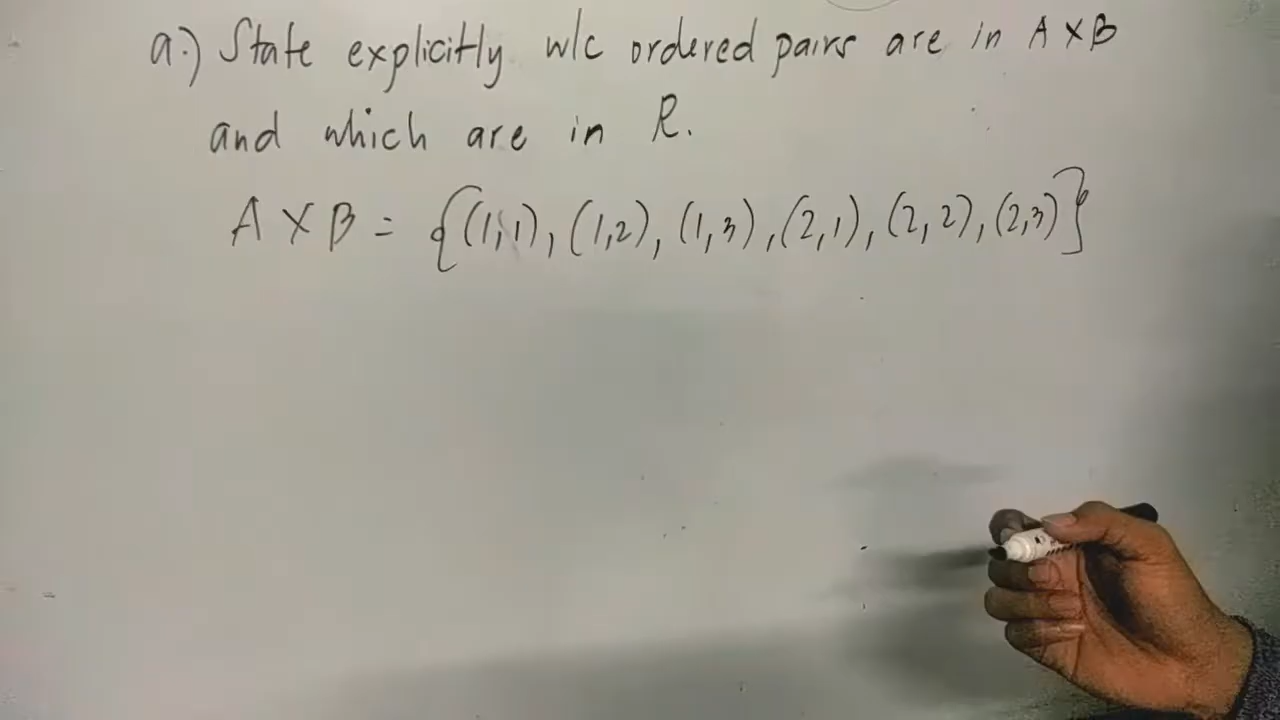 a.) State explicitly w/c ordered pairs are in A×B
and which are in R.
A × B = {(1,1), (1,2), (1,3), (2,1), (2,2), (2,3)}